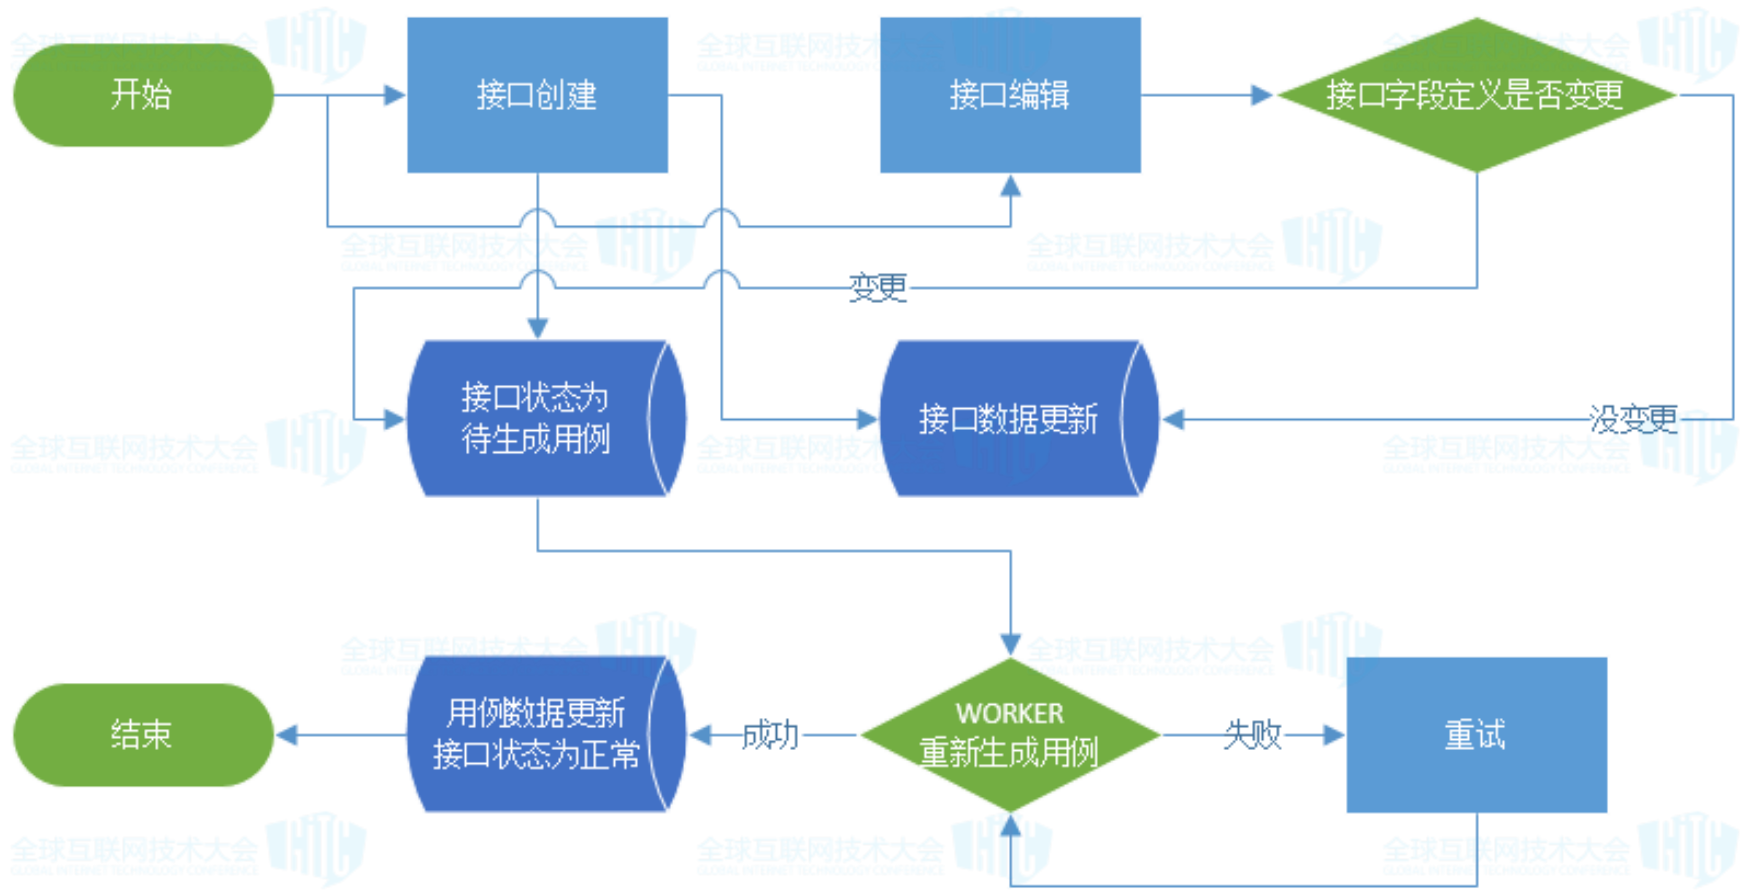 开始
接口创建
接口编辑
接口字段定义是否变更
变更
接口状态为
待生成用例
接口数据更新
没变更
结束
用例数据更新
接口状态为正常
成功
WORKER
重新生成用例
失败
重试
全球互联网技术大会
GLOBAL INTERNET TECHNOLOGY CONFERENCE